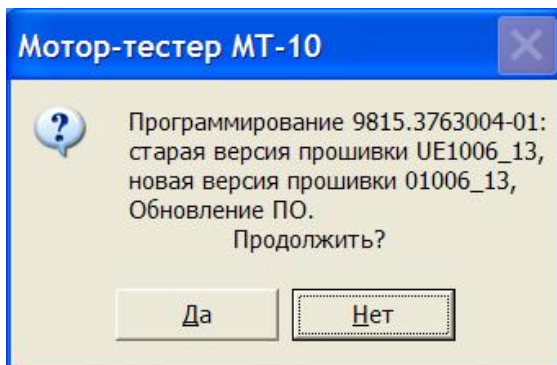 Мотор-тестер МТ-10
Программирование 9815.3763004-01:
старая версия прошивки UE1006_13,
новая версия прошивки 01006_13,
Обновление ПО.
Продолжить?
Да
Нет